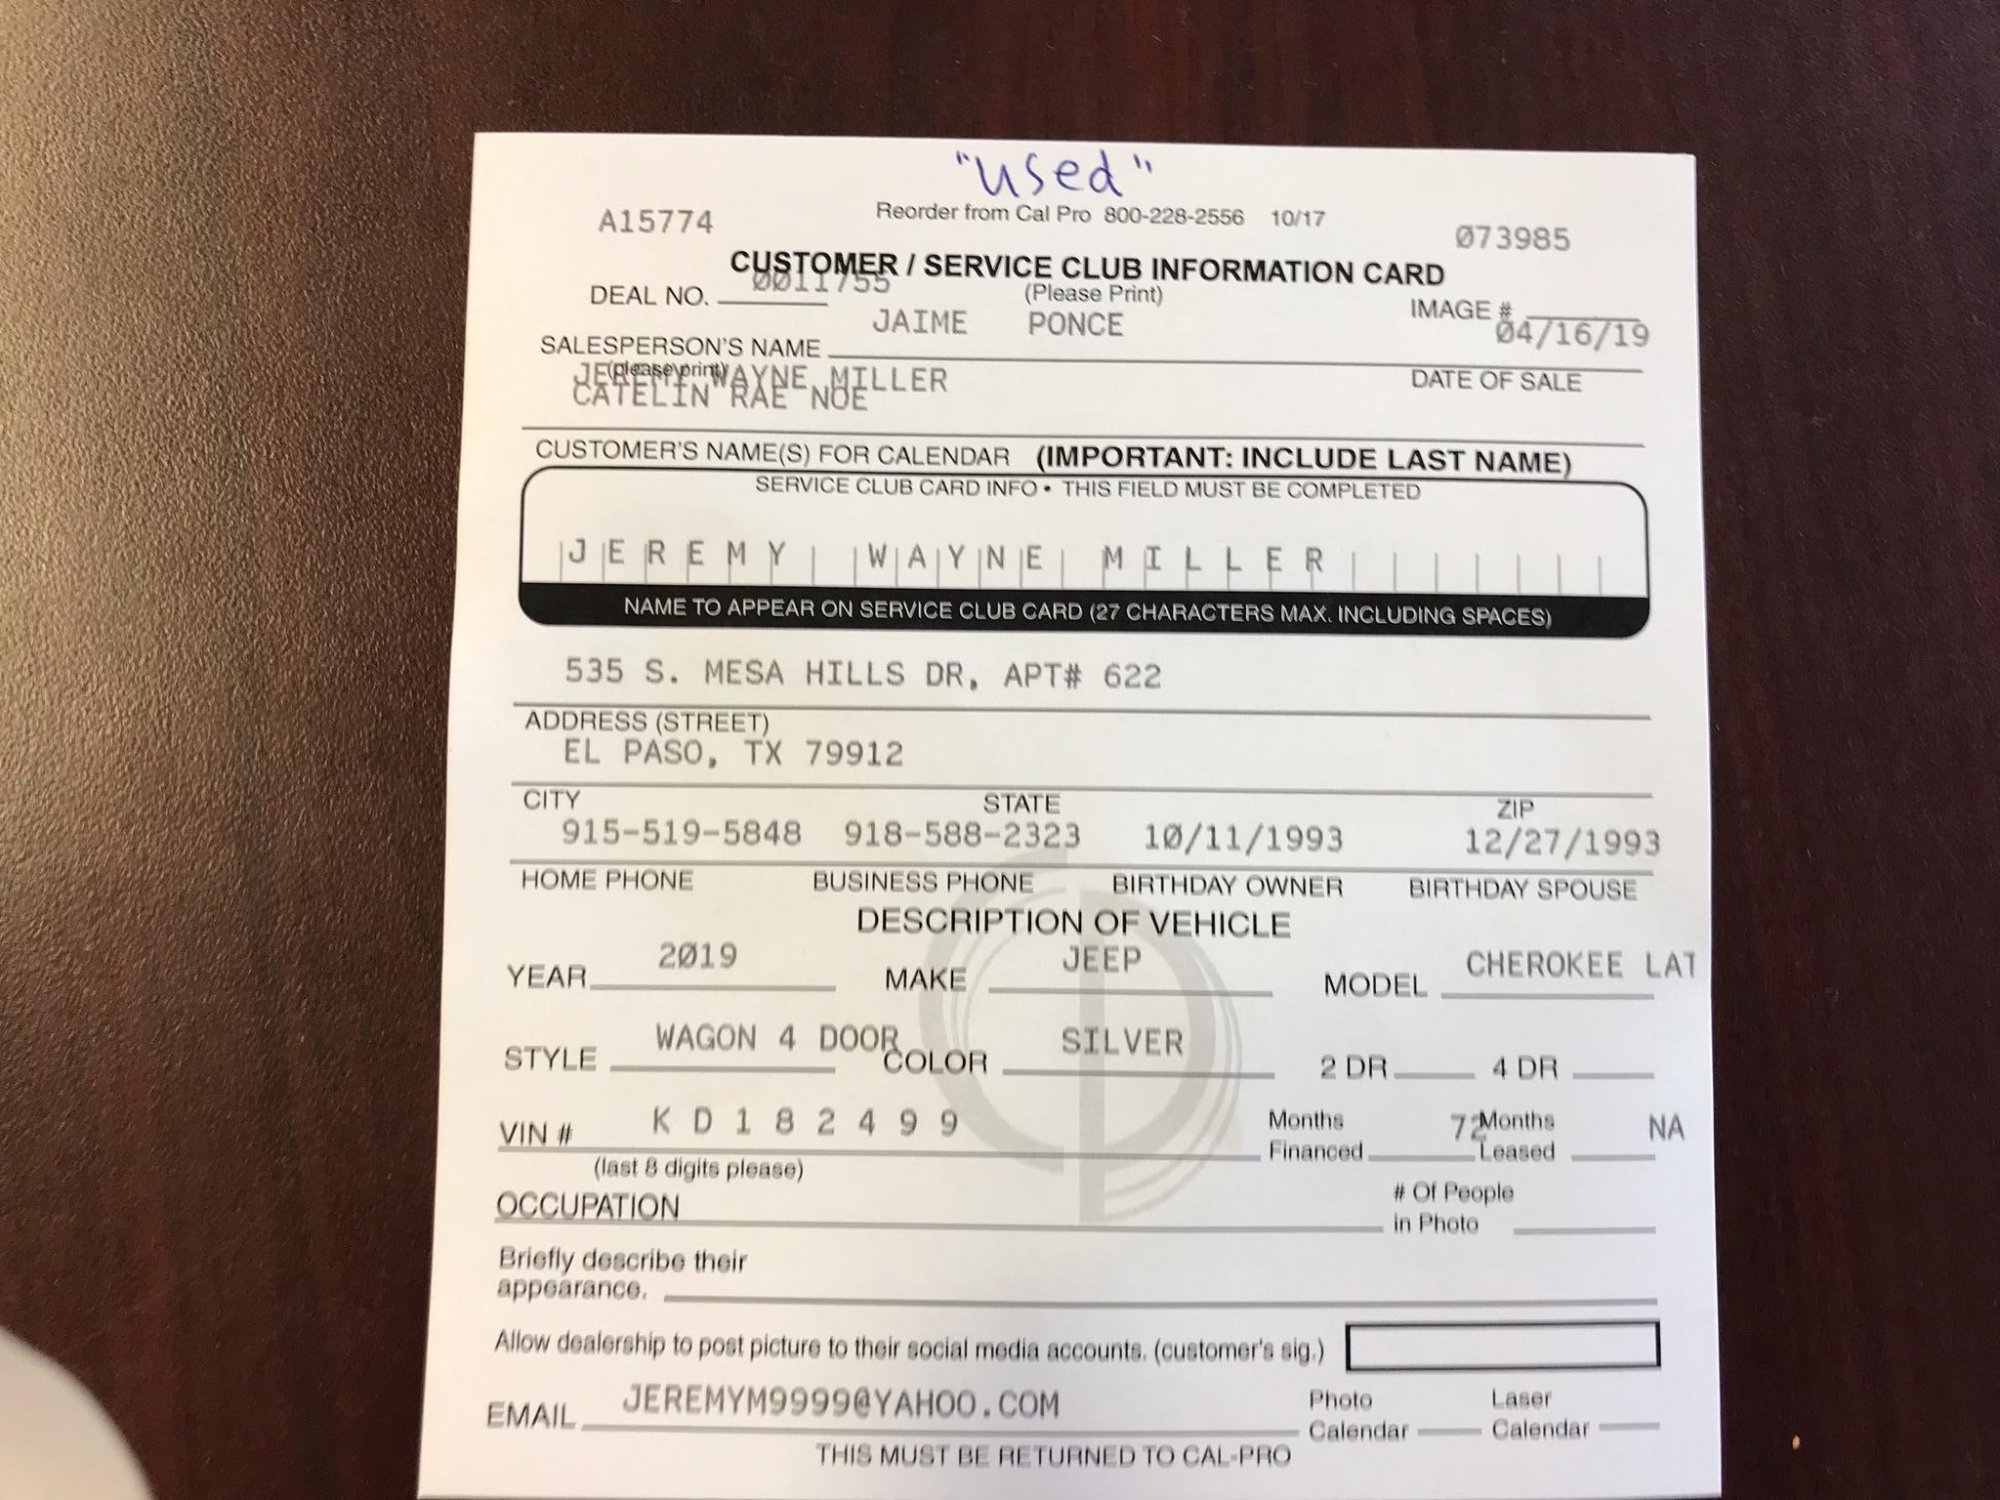 "used"
Reorder from Cal Pro 800-228-2556 10/17
A15774 073985
CUSTOMER / SERVICE CLUB INFORMATION CARD
DEAL NO. 0011755 (Please Print) IMAGE #
SALESPERSON'S NAME JAIME PONCE 04/16/19
(please print) DATE OF SALE
JEREMY WAYNE MILLER
CATELIN RAE NOE
CUSTOMER'S NAME(S) FOR CALENDAR (IMPORTANT: INCLUDE LAST NAME)
SERVICE CLUB CARD INFO • THIS FIELD MUST BE COMPLETED
JEREMY WAYNE MILLER
NAME TO APPEAR ON SERVICE CLUB CARD (27 CHARACTERS MAX. INCLUDING SPACES)
535 S. MESA HILLS DR, APT# 622
ADDRESS (STREET)
EL PASO, TX 79912
CITY STATE ZIP
915-519-5848 918-588-2323 10/11/1993 12/27/1993
HOME PHONE BUSINESS PHONE BIRTHDAY OWNER BIRTHDAY SPOUSE
DESCRIPTION OF VEHICLE
YEAR 2019 MAKE JEEP MODEL CHEROKEE LAT
STYLE WAGON 4 DOOR COLOR SILVER 2 DR 4 DR
VIN # K D 1 8 2 4 9 9 Months Financed 72 Months Leased NA
(last 8 digits please)
OCCUPATION # Of People in Photo
Briefly describe their
appearance.
Allow dealership to post picture to their social media accounts. (customer's sig.)
EMAIL JEREMYM9999@YAHOO.COM Photo Calendar Laser Calendar
THIS MUST BE RETURNED TO CAL-PRO